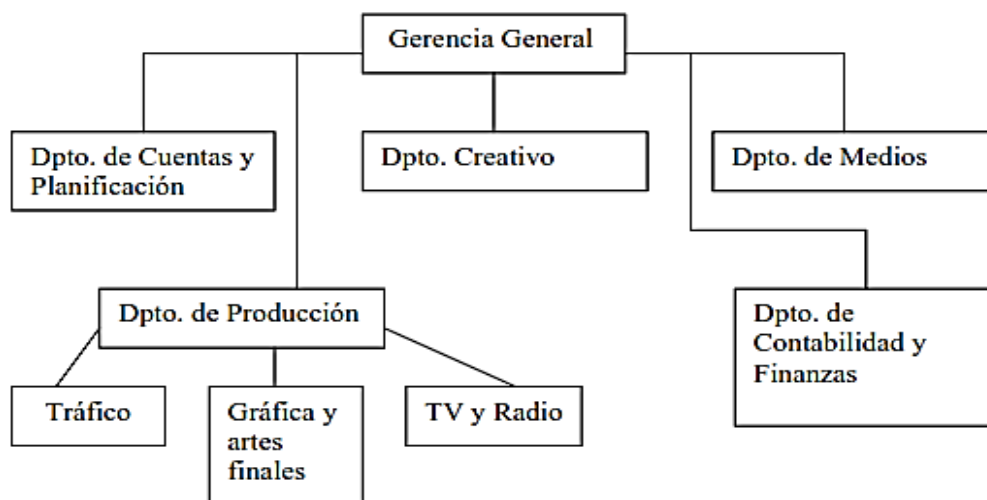 Gerencia General
Dpto. de Cuentas y
Planificación
Dpto. Creativo
Dpto. de Medios
Dpto. de Producción
Dpto. de
Contabilidad y
Finanzas
Tráfico
Gráfica y
artes
finales
TV y Radio